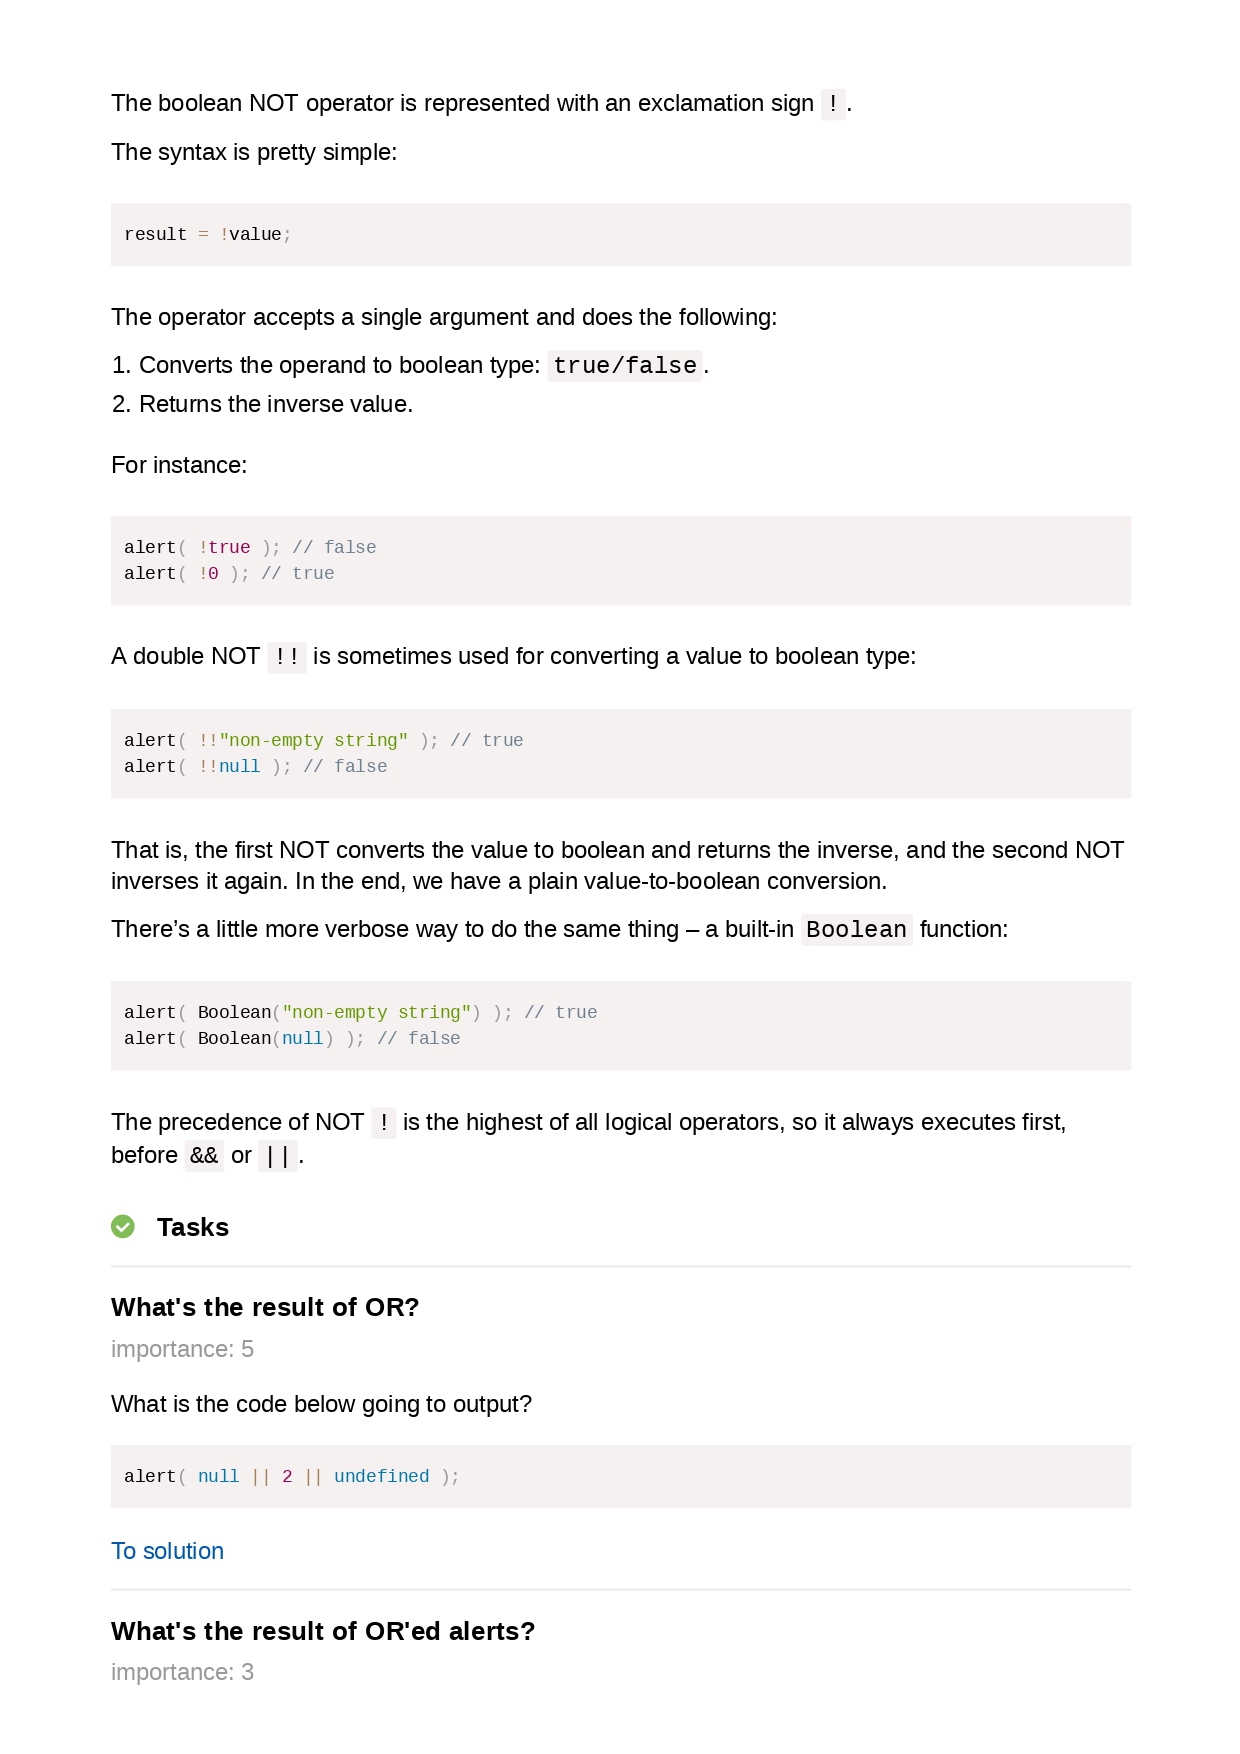 The boolean NOT operator is represented with an exclamation sign ! .
The syntax is pretty simple:
result = !value;
The operator accepts a single argument and does the following:
1. Converts the operand to boolean type: true/false .
2. Returns the inverse value.
For instance:
alert( !true ); // false
alert( !0 ); // true
A double NOT !! is sometimes used for converting a value to boolean type:
alert( !!"non-empty string" ); // true
alert( !!null ); // false
That is, the first NOT converts the value to boolean and returns the inverse, and the second NOT
inverses it again. In the end, we have a plain value-to-boolean conversion.
There’s a little more verbose way to do the same thing – a built-in Boolean function:
alert( Boolean("non-empty string") ); // true
alert( Boolean(null) ); // false
The precedence of NOT ! is the highest of all logical operators, so it always executes first,
before && or || .
Tasks
What's the result of OR?
importance: 5
What is the code below going to output?
alert( null || 2 || undefined );
To solution
What's the result of OR'ed alerts?
importance: 3